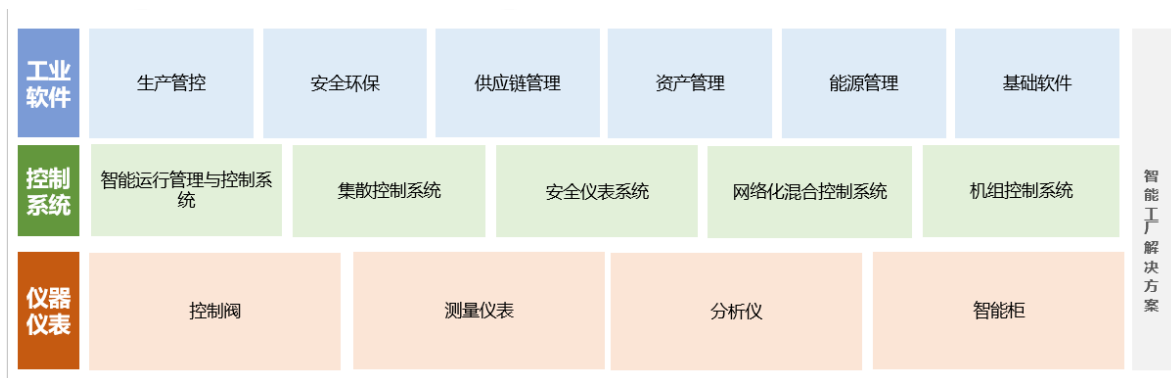 工业
软件
生产管控
安全环保
供应链管理
资产管理
能源管理
基础软件
控制
系统
智能运行管理与控制系
统
集散控制系统
安全仪表系统
网络化混合控制系统
机组控制系统
仪器
仪表
控制阀
测量仪表
分析仪
智能柜
智能工厂解决方案